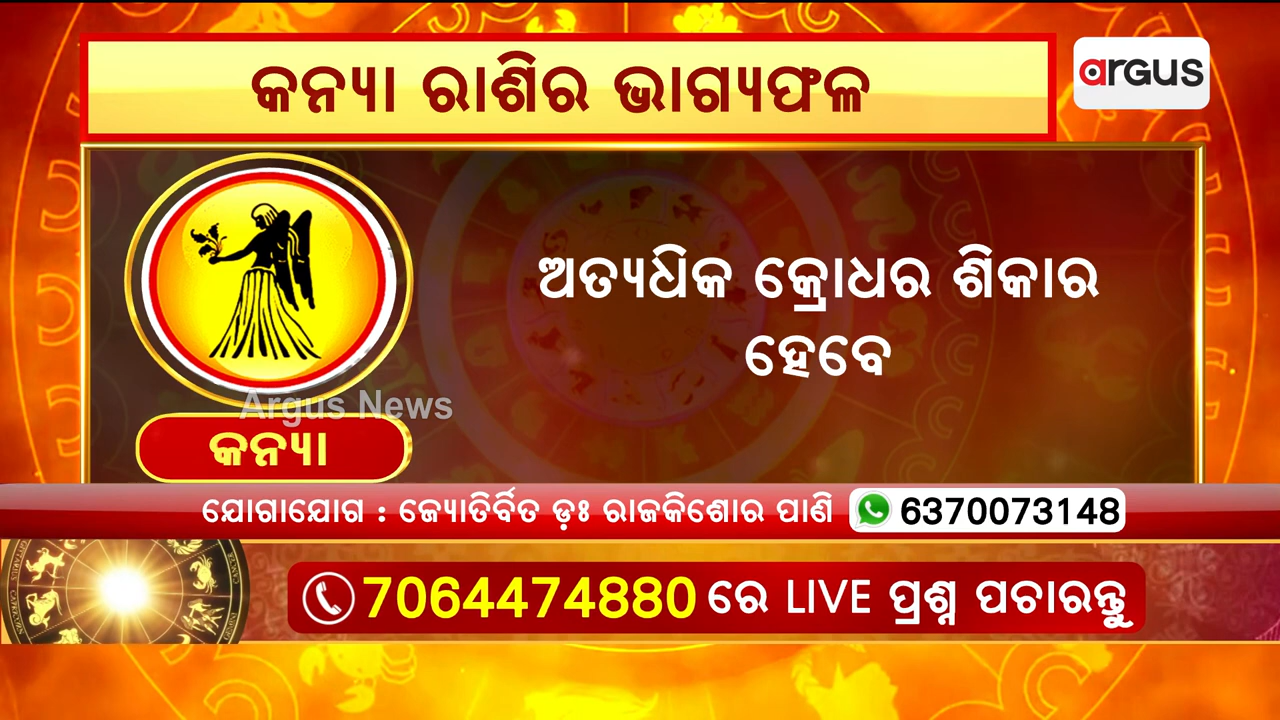 କନ୍ୟା ରାଶିର ଭାଗ୍ୟଫଳ
argus
ଅତ୍ୟଧିକ କ୍ରୋଧର ଶିକାର
ହେବେ
Argus News
କନ୍ୟା
ଯୋଗାଯୋଗ : ଜ୍ୟୋତିର୍ବିତ ଡ଼ଃ ରାଜକିଶୋର ପାଣି 6370073148
7064474880 ରେ LIVE ପ୍ରଶ୍ନ ପଚାରନ୍ତୁ